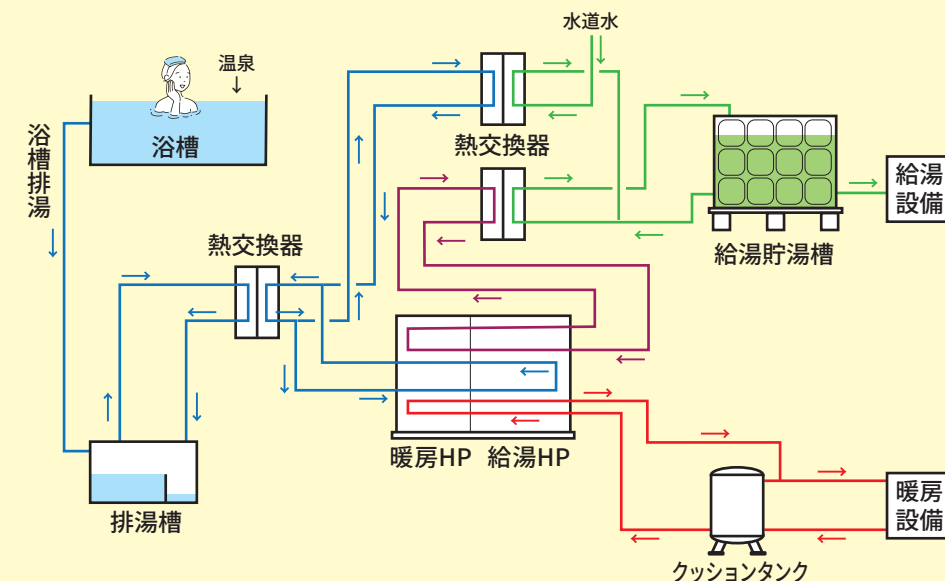 水道水
温泉
浴槽
浴槽排湯
熱交換器
熱交換器
給湯
設備
給湯貯湯槽
暖房HP
給湯HP
排湯槽
暖房
設備
クッションタンク